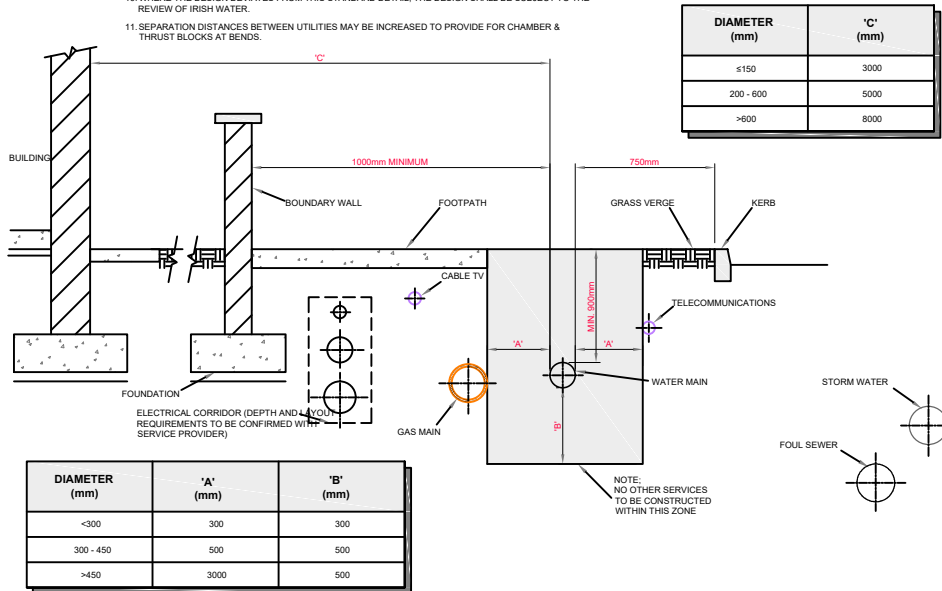 REVIEW OF IRISH WATER.
11. SEPARATION DISTANCES BETWEEN UTILITIES MAY BE INCREASED TO PROVIDE FOR CHAMBER &
THRUST BLOCKS AT BENDS.
DIAMETER (mm) 'C' (mm)
≤150 3000
200 - 600 5000
>600 8000
'C'
BUILDING
1000mm MINIMUM
750mm
BOUNDARY WALL
FOOTPATH
GRASS VERGE
KERB
CABLE TV
MIN. 900mm
TELECOMMUNICATIONS
'A'
'A'
WATER MAIN
STORM WATER
FOUNDATION
'B'
ELECTRICAL CORRIDOR (DEPTH AND LAYOUT
REQUIREMENTS TO BE CONFIRMED WITH
SERVICE PROVIDER)
GAS MAIN
FOUL SEWER
NOTE;
NO OTHER SERVICES
TO BE CONSTRUCTED
WITHIN THIS ZONE
DIAMETER (mm) 'A' (mm) 'B' (mm)
<300 300 300
300 - 450 500 500
>450 3000 500